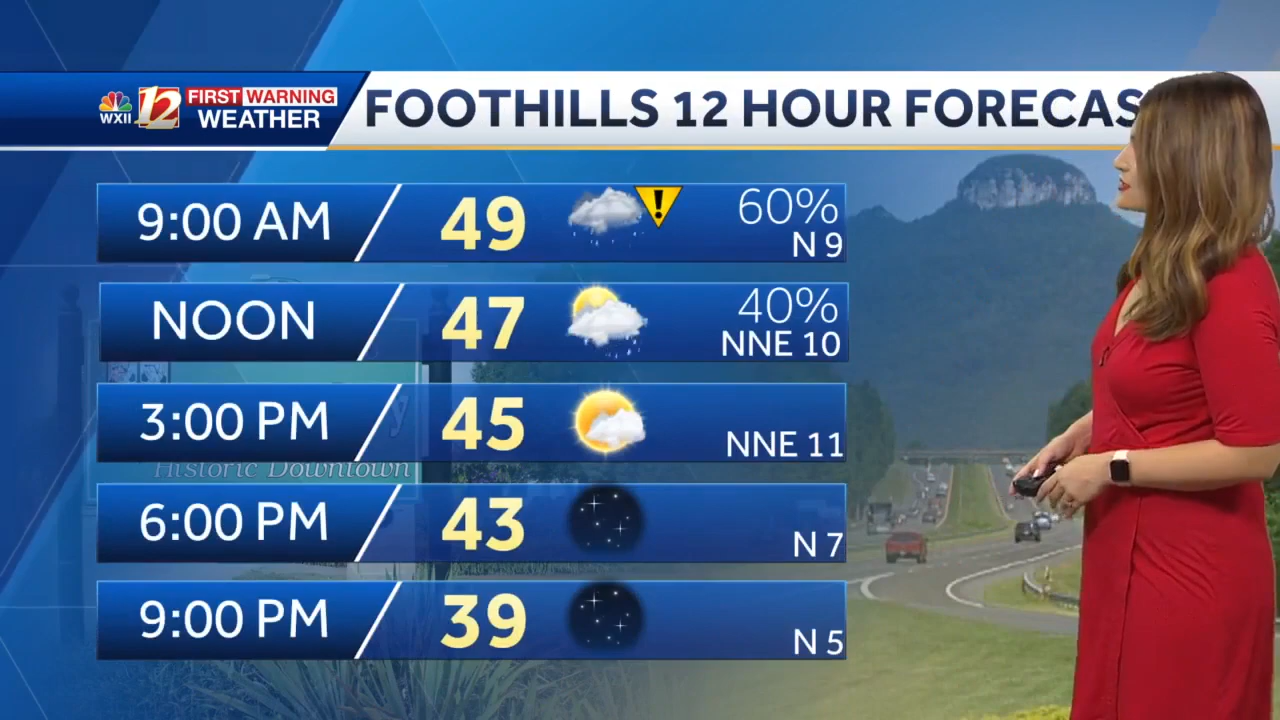 WXII 12 FIRST WARNING
WEATHER
FOOTHILLS 12 HOUR FORECAS
9:00 AM 49 60%
N 9
NOON 47 40%
NNE 10
3:00 PM 45
NNE 11
Historic Downtown
6:00 PM 43
N 7
9:00 PM 39
N 5